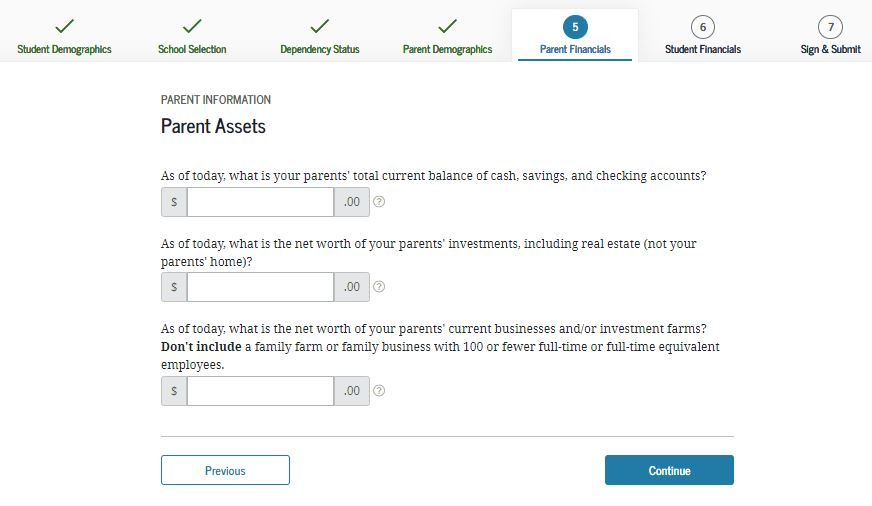 Student Demographics
School Selection
Dependency Status
Parent Demographics
5
Parent Financials
6
Student Financials
7
Sign & Submit
PARENT INFORMATION
Parent Assets
As of today, what is your parents' total current balance of cash, savings, and checking accounts?
$ .00 ?
As of today, what is the net worth of your parents' investments, including real estate (not your
parents' home)?
$ .00 ?
As of today, what is the net worth of your parents' current businesses and/or investment farms?
Don't include a family farm or family business with 100 or fewer full-time or full-time equivalent
employees.
$ .00 ?
Previous
Continue